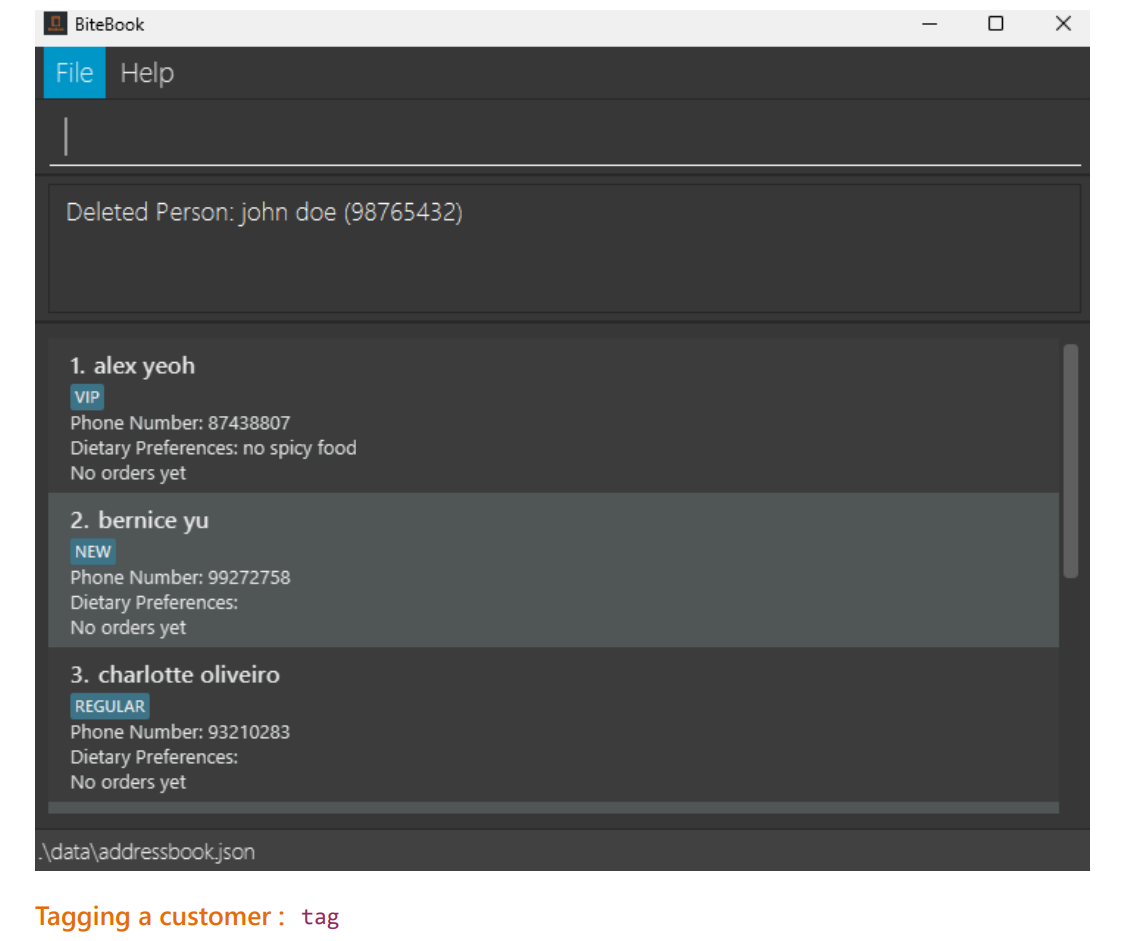 BiteBook
File Help
Deleted Person: john doe (98765432)
1. alex yeoh
VIP
Phone Number: 87438807
Dietary Preferences: no spicy food
No orders yet
2. bernice yu
NEW
Phone Number: 99272758
Dietary Preferences:
No orders yet
3. charlotte oliveiro
REGULAR
Phone Number: 93210283
Dietary Preferences:
No orders yet
.\data\addressbook.json
Tagging a customer : tag